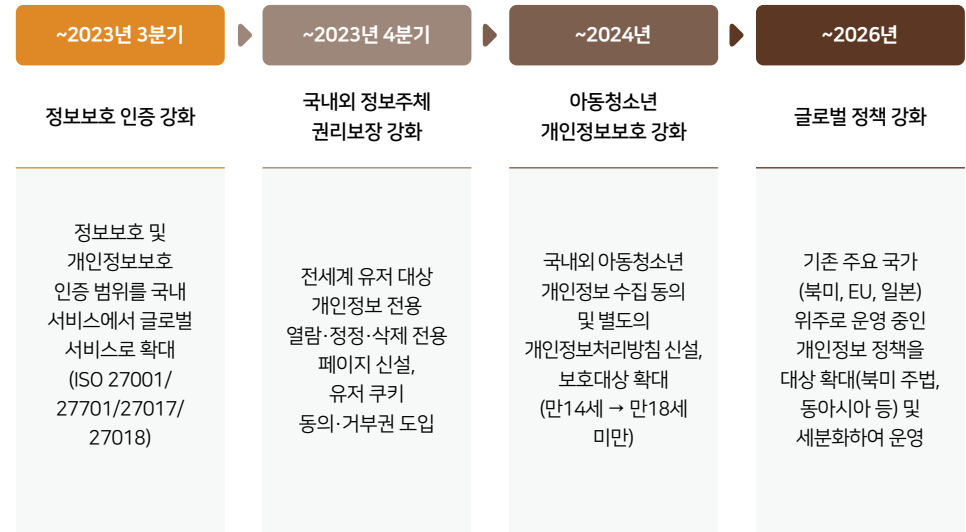 ~2023년 3분기
정보보호 인증 강화
정보보호 및
개인정보보호
인증 범위를 국내
서비스에서 글로벌
서비스로 확대
(ISO 27001/
27701/27017/
27018)
~2023년 4분기
국내외 정보주체
권리보장 강화
전세계 유저 대상
개인정보 전용
열람·정정·삭제 전용
페이지 신설,
유저 쿠키
동의·거부권 도입
~2024년
아동청소년
개인정보보호 강화
국내외 아동청소년
개인정보 수집 동의
및 별도의
개인정보처리방침 신설,
보호대상 확대
(만14세 → 만18세
미만)
~2026년
글로벌 정책 강화
기존 주요 국가
(북미, EU, 일본)
위주로 운영 중인
개인정보 정책을
대상 확대(북미 주법,
동아시아 등) 및
세분화하여 운영